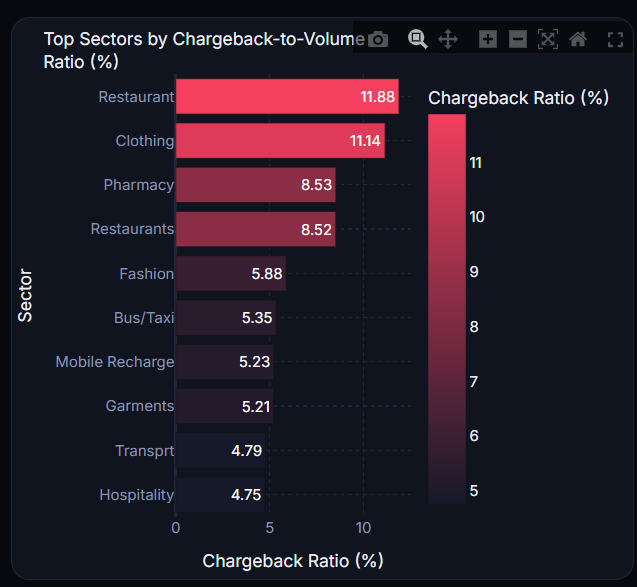 Top Sectors by Chargeback-to-Volume
Ratio (%)
Restaurant 11.88
Clothing 11.14
Pharmacy 8.53
Restaurants 8.52
Fashion 5.88
Bus/Taxi 5.35
Mobile Recharge 5.23
Garments 5.21
Transprt 4.79
Hospitality 4.75
0 5 10
Chargeback Ratio (%)
Sector
Chargeback Ratio (%)
11
10
9
8
7
6
5